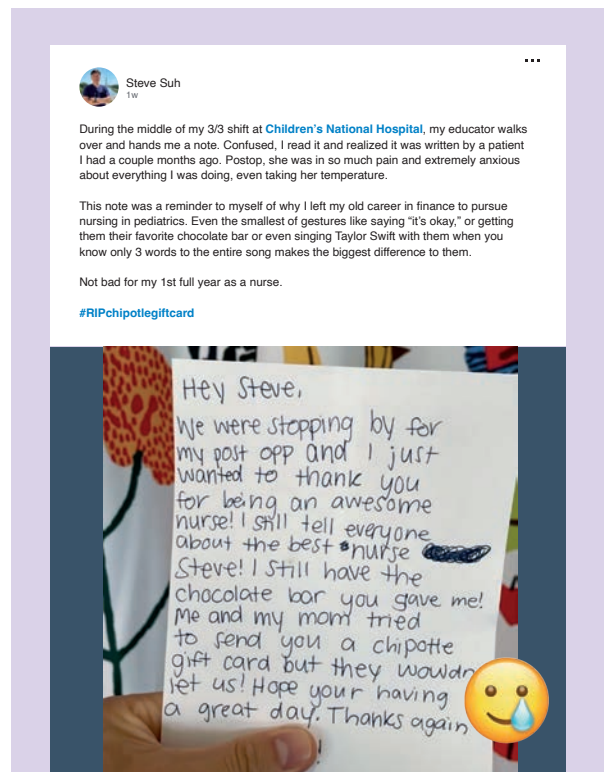 Steve Suh
1w
During the middle of my 3/3 shift at Children's National Hospital, my educator walks
over and hands me a note. Confused, I read it and realized it was written by a patient
I had a couple months ago. Postop, she was in so much pain and extremely anxious
about everything I was doing, even taking her temperature.
This note was a reminder to myself of why I left my old career in finance to pursue
nursing in pediatrics. Even the smallest of gestures like saying “it's okay,” or getting
them their favorite chocolate bar or even singing Taylor Swift with them when you
know only 3 words to the entire song makes the biggest difference to them.
Not bad for my 1st full year as a nurse.
#RIPchipotlegiftcard
Hey Steve,
We were stopping by for
my post opp and I just
wanted to thank you
for being an awesome
nurse! I still tell everyone
about the best nurse
Steve! I still have the
chocolate bar you gave me!
Me and my mom tried
to send you a chipotte
gift card but they
let us! Hope your having
a great day. Thanks again
!